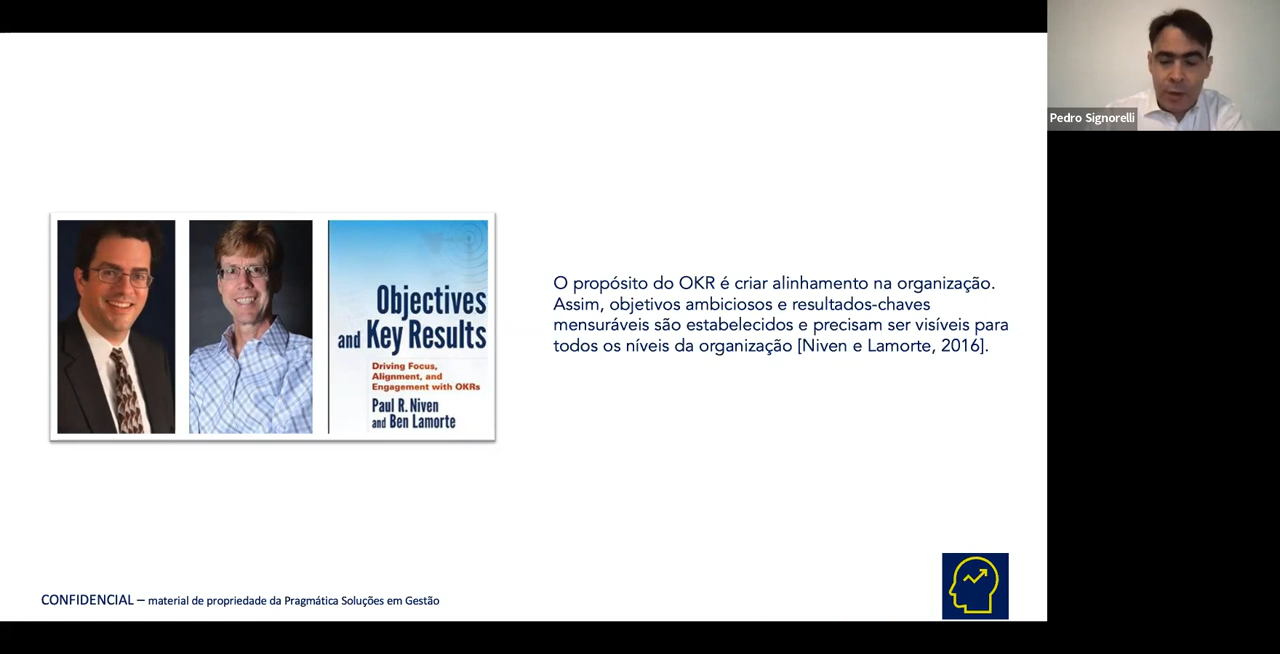 Pedro Signorelli
Objectives
and Key Results
Driving Focus,
Alignment, and
Engagement with OKRs
Paul R. Niven
and Ben Lamorte
O propósito do OKR é criar alinhamento na organização.
Assim, objetivos ambiciosos e resultados-chaves
mensuráveis são estabelecidos e precisam ser visíveis para
todos os níveis da organização [Niven e Lamorte, 2016].
CONFIDENCIAL – material de propriedade da Pragmática Soluções em Gestão